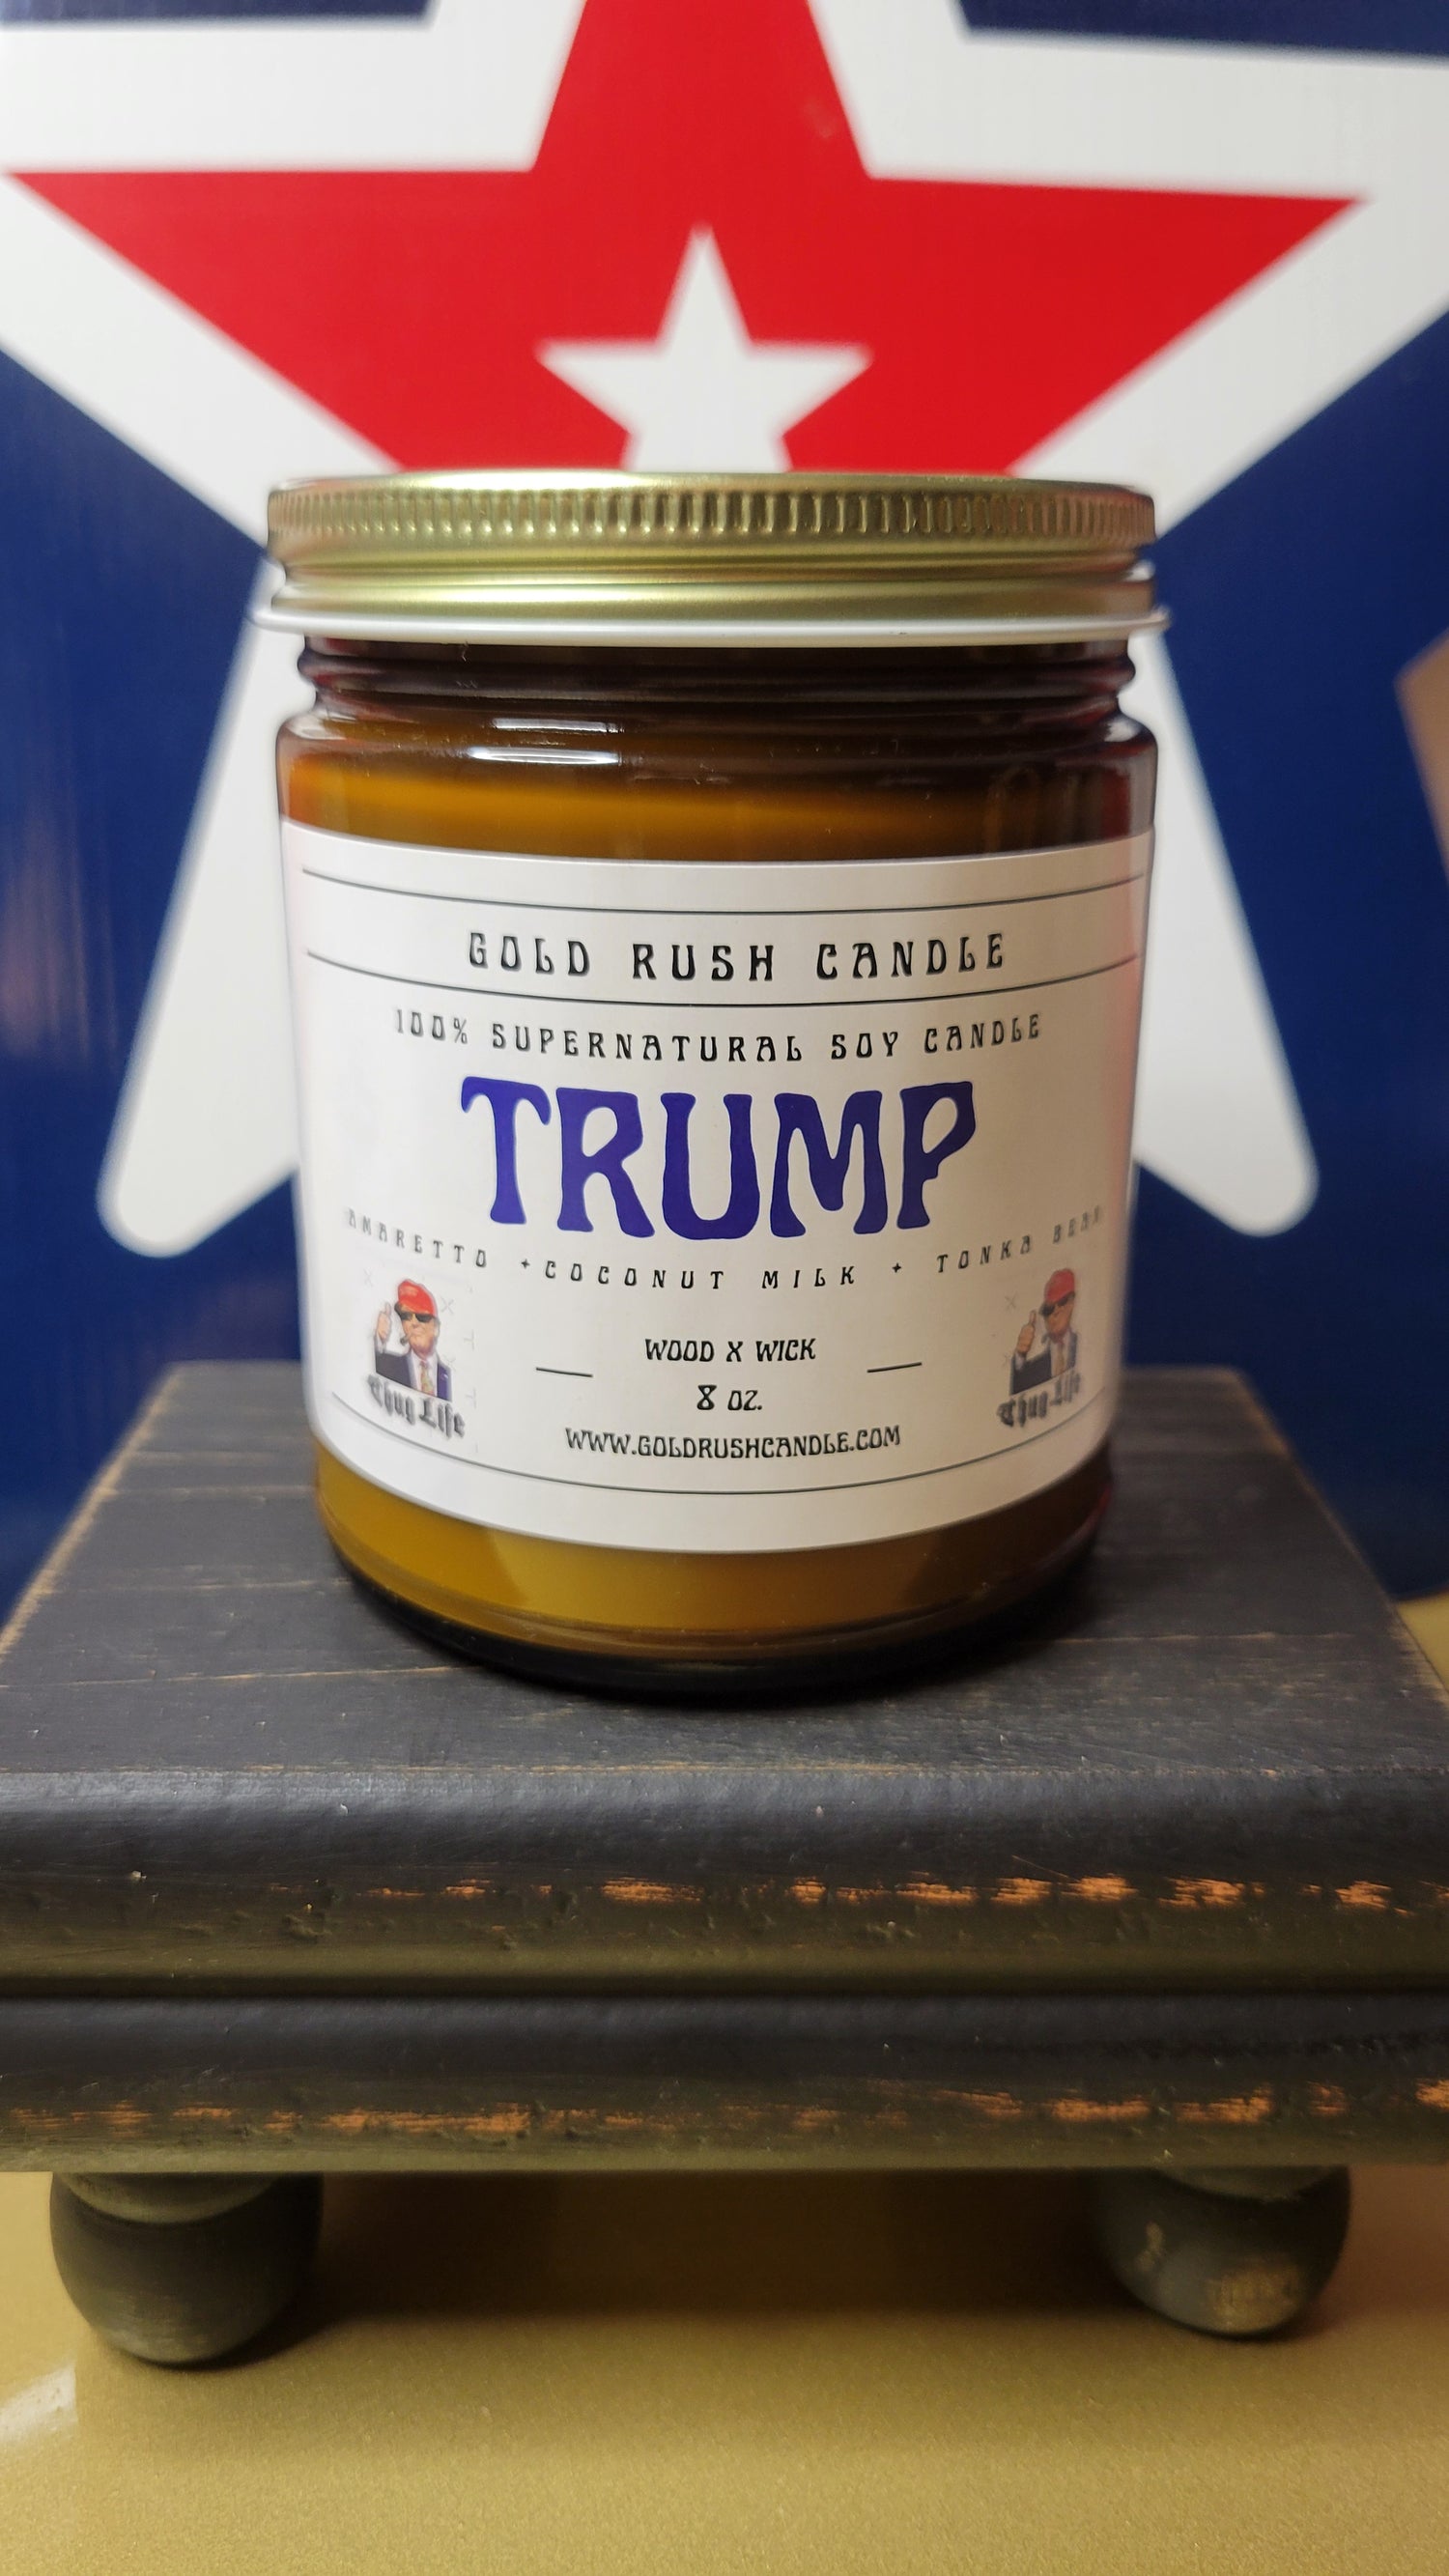 GOLD RUSH CANDLE
100% SUPERNATURAL SOY CANDLE
TRUMP
AMARETTO + COCONUT MILK + TONKA BEAN
WOOD X WICK
8 OZ.
WWW.GOLDRUSHCANDLE.COM
Thug Life
Thug Life